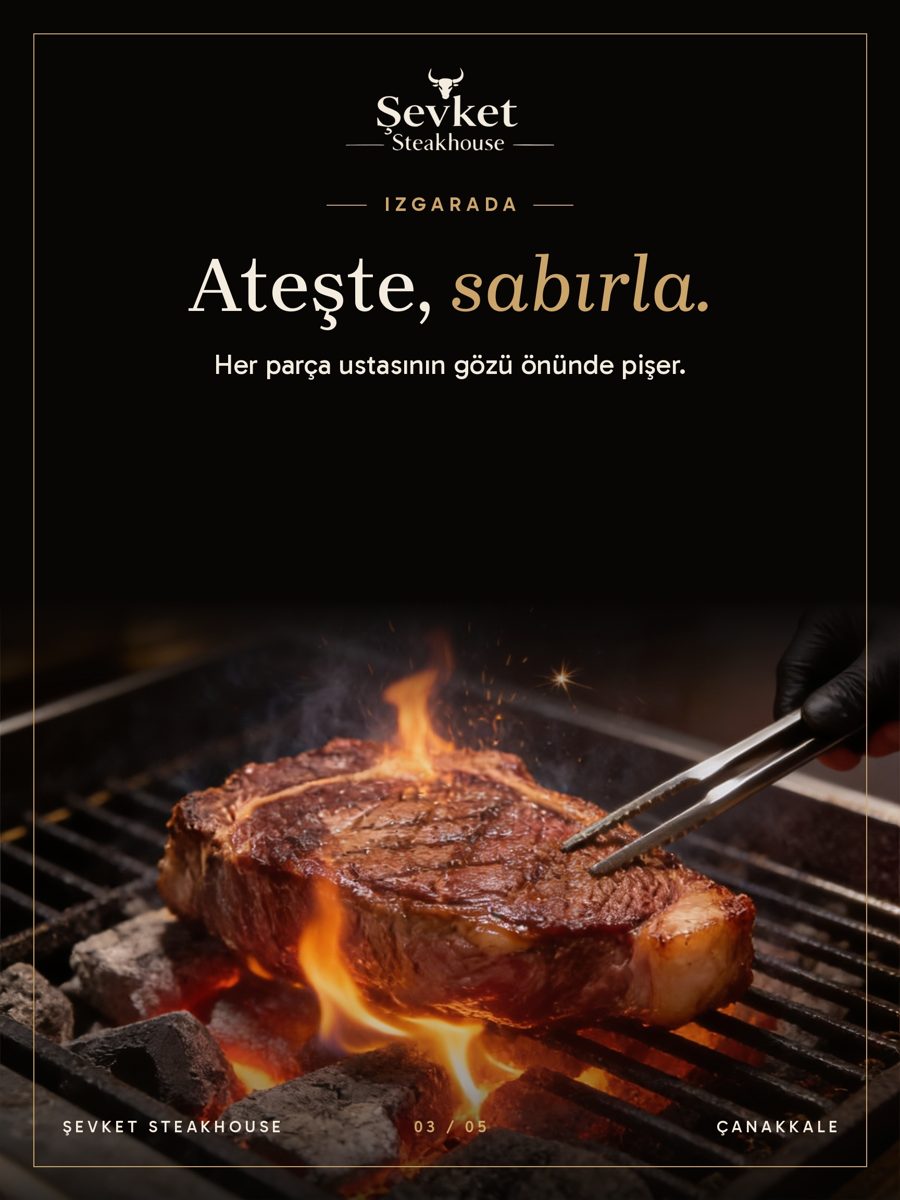 Şevket
Steakhouse
IZGARADA
Ateşte, sabırla.
Her parça ustasının gözü önünde pişer.
ŞEVKET STEAKHOUSE 03 / 05 ÇANAKKALE